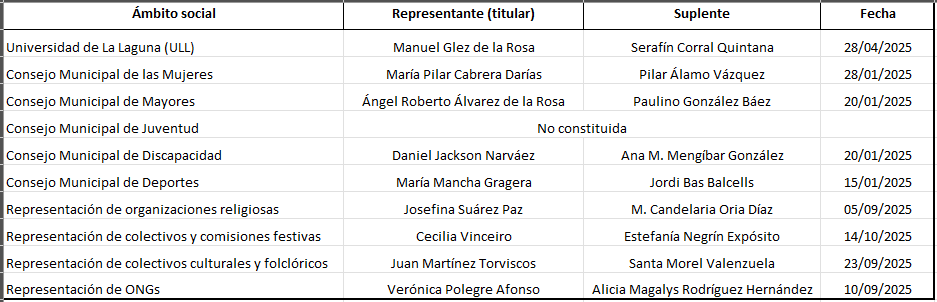 Ámbito social Representante (titular) Suplente Fecha
Universidad de La Laguna (ULL) Manuel Glez de la Rosa Serafín Corral Quintana 28/04/2025
Consejo Municipal de las Mujeres María Pilar Cabrera Darías Pilar Álamo Vázquez 28/01/2025
Consejo Municipal de Mayores Ángel Roberto Álvarez de la Rosa Paulino González Báez 20/01/2025
Consejo Municipal de Juventud No constituida
Consejo Municipal de Discapacidad Daniel Jackson Narváez Ana M. Mengíbar González 20/01/2025
Consejo Municipal de Deportes María Mancha Gragera Jordi Bas Balcells 15/01/2025
Representación de organizaciones religiosas Josefina Suárez Paz M. Candelaria Oria Díaz 05/09/2025
Representación de colectivos y comisiones festivas Cecilia Vinceiro Estefanía Negrín Expósito 14/10/2025
Representación de colectivos culturales y folclóricos Juan Martínez Torviscos Santa Morel Valenzuela 23/09/2025
Representación de ONGs Verónica Polegre Afonso Alicia Magalys Rodríguez Hernández 10/09/2025